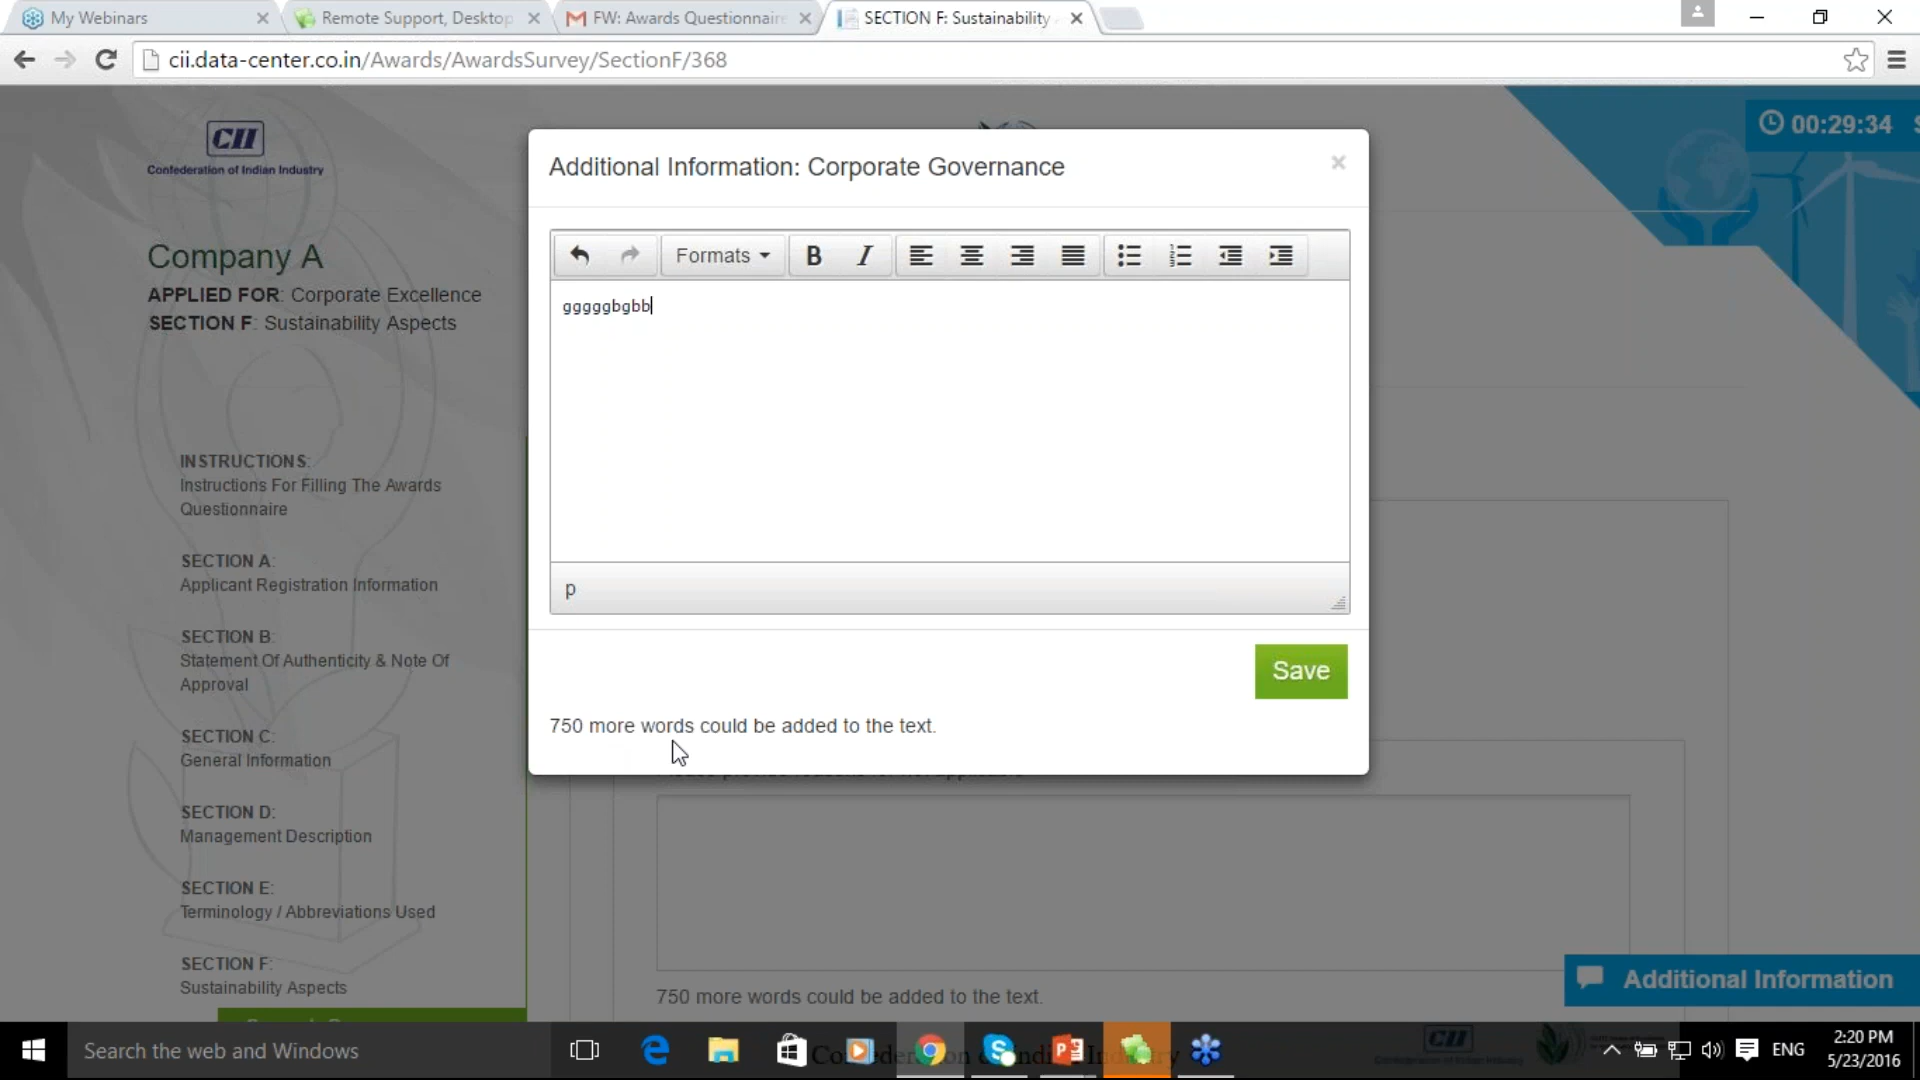 My Webinars
Remote Support, Desktop
FW: Awards Questionnaire
SECTION F: Sustainability
cii.data-center.co.in/Awards/AwardsSurvey/SectionF/368
CII
Confederation of Indian Industry
00:29:34
Company A
APPLIED FOR: Corporate Excellence
SECTION F: Sustainability Aspects
INSTRUCTIONS:
Instructions For Filling The Awards
Questionnaire
SECTION A:
Applicant Registration Information
SECTION B:
Statement Of Authenticity & Note Of
Approval
SECTION C:
General Information
SECTION D:
Management Description
SECTION E:
Terminology / Abbreviations Used
SECTION F:
Sustainability Aspects
Additional Information: Corporate Governance
Formats
B I
gggggbgbb
p
Save
750 more words could be added to the text.
750 more words could be added to the text.
Additional Information
Search the web and Windows
CII
ENG
2:20 PM
5/23/2016